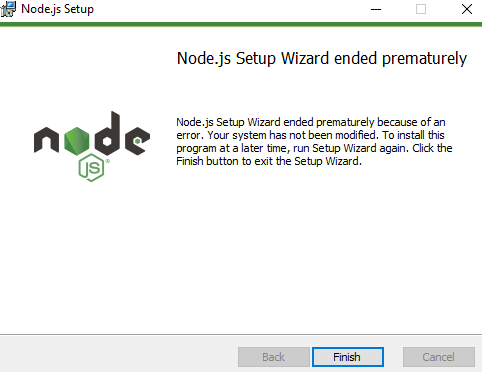 Node.js Setup
Node.js Setup Wizard ended prematurely
node
JS
Node.js Setup Wizard ended prematurely because of an
error. Your system has not been modified. To install this
program at a later time, run Setup Wizard again. Click the
Finish button to exit the Setup Wizard.
Back
Finish
Cancel